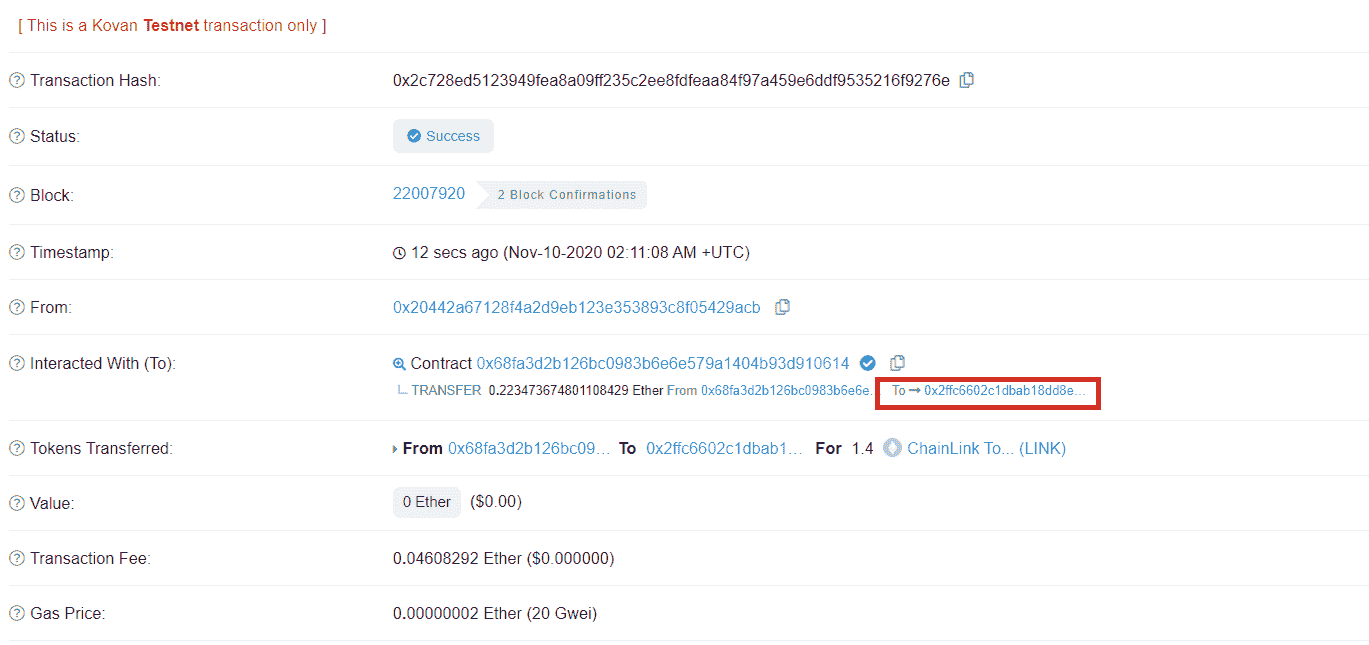 [ This is a Kovan Testnet transaction only ]
Transaction Hash: 0x2c728ed5123949fea8a09ff235c2ee8fdfeaa84f97a459e6ddf9535216f9276e
Status: Success
Block: 22007920 2 Block Confirmations
Timestamp: 12 secs ago (Nov-10-2020 02:11:08 AM +UTC)
From: 0x20442a67128f4a2d9eb123e353893c8f05429acb
Interacted With (To): Contract 0x68fa3d2b126bc0983b6e6e579a1404b93d910614
TRANSFER 0.223473674801108429 Ether From 0x68fa3d2b126bc0983b6e6e. To → 0x2ffc6602c1dbab18dd8e...
Tokens Transferred: From 0x68fa3d2b126bc09... To 0x2ffc6602c1dbab1... For 1.4 ChainLink To... (LINK)
Value: 0 Ether ($0.00)
Transaction Fee: 0.04608292 Ether ($0.000000)
Gas Price: 0.00000002 Ether (20 Gwei)